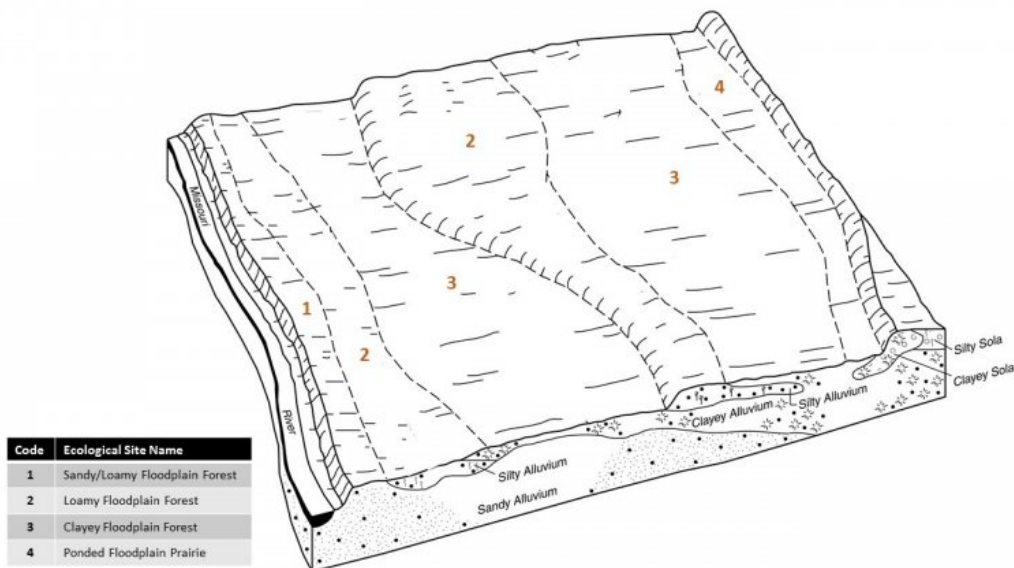 4
2
3
Missouri
3
1
2
River
Silty Sola
Clayey Sola
Silty Alluvium
Clayey Alluvium
Silty Alluvium
Sandy Alluvium
Code Ecological Site Name
1 Sandy/Loamy Floodplain Forest
2 Loamy Floodplain Forest
3 Clayey Floodplain Forest
4 Ponded Floodplain Prairie